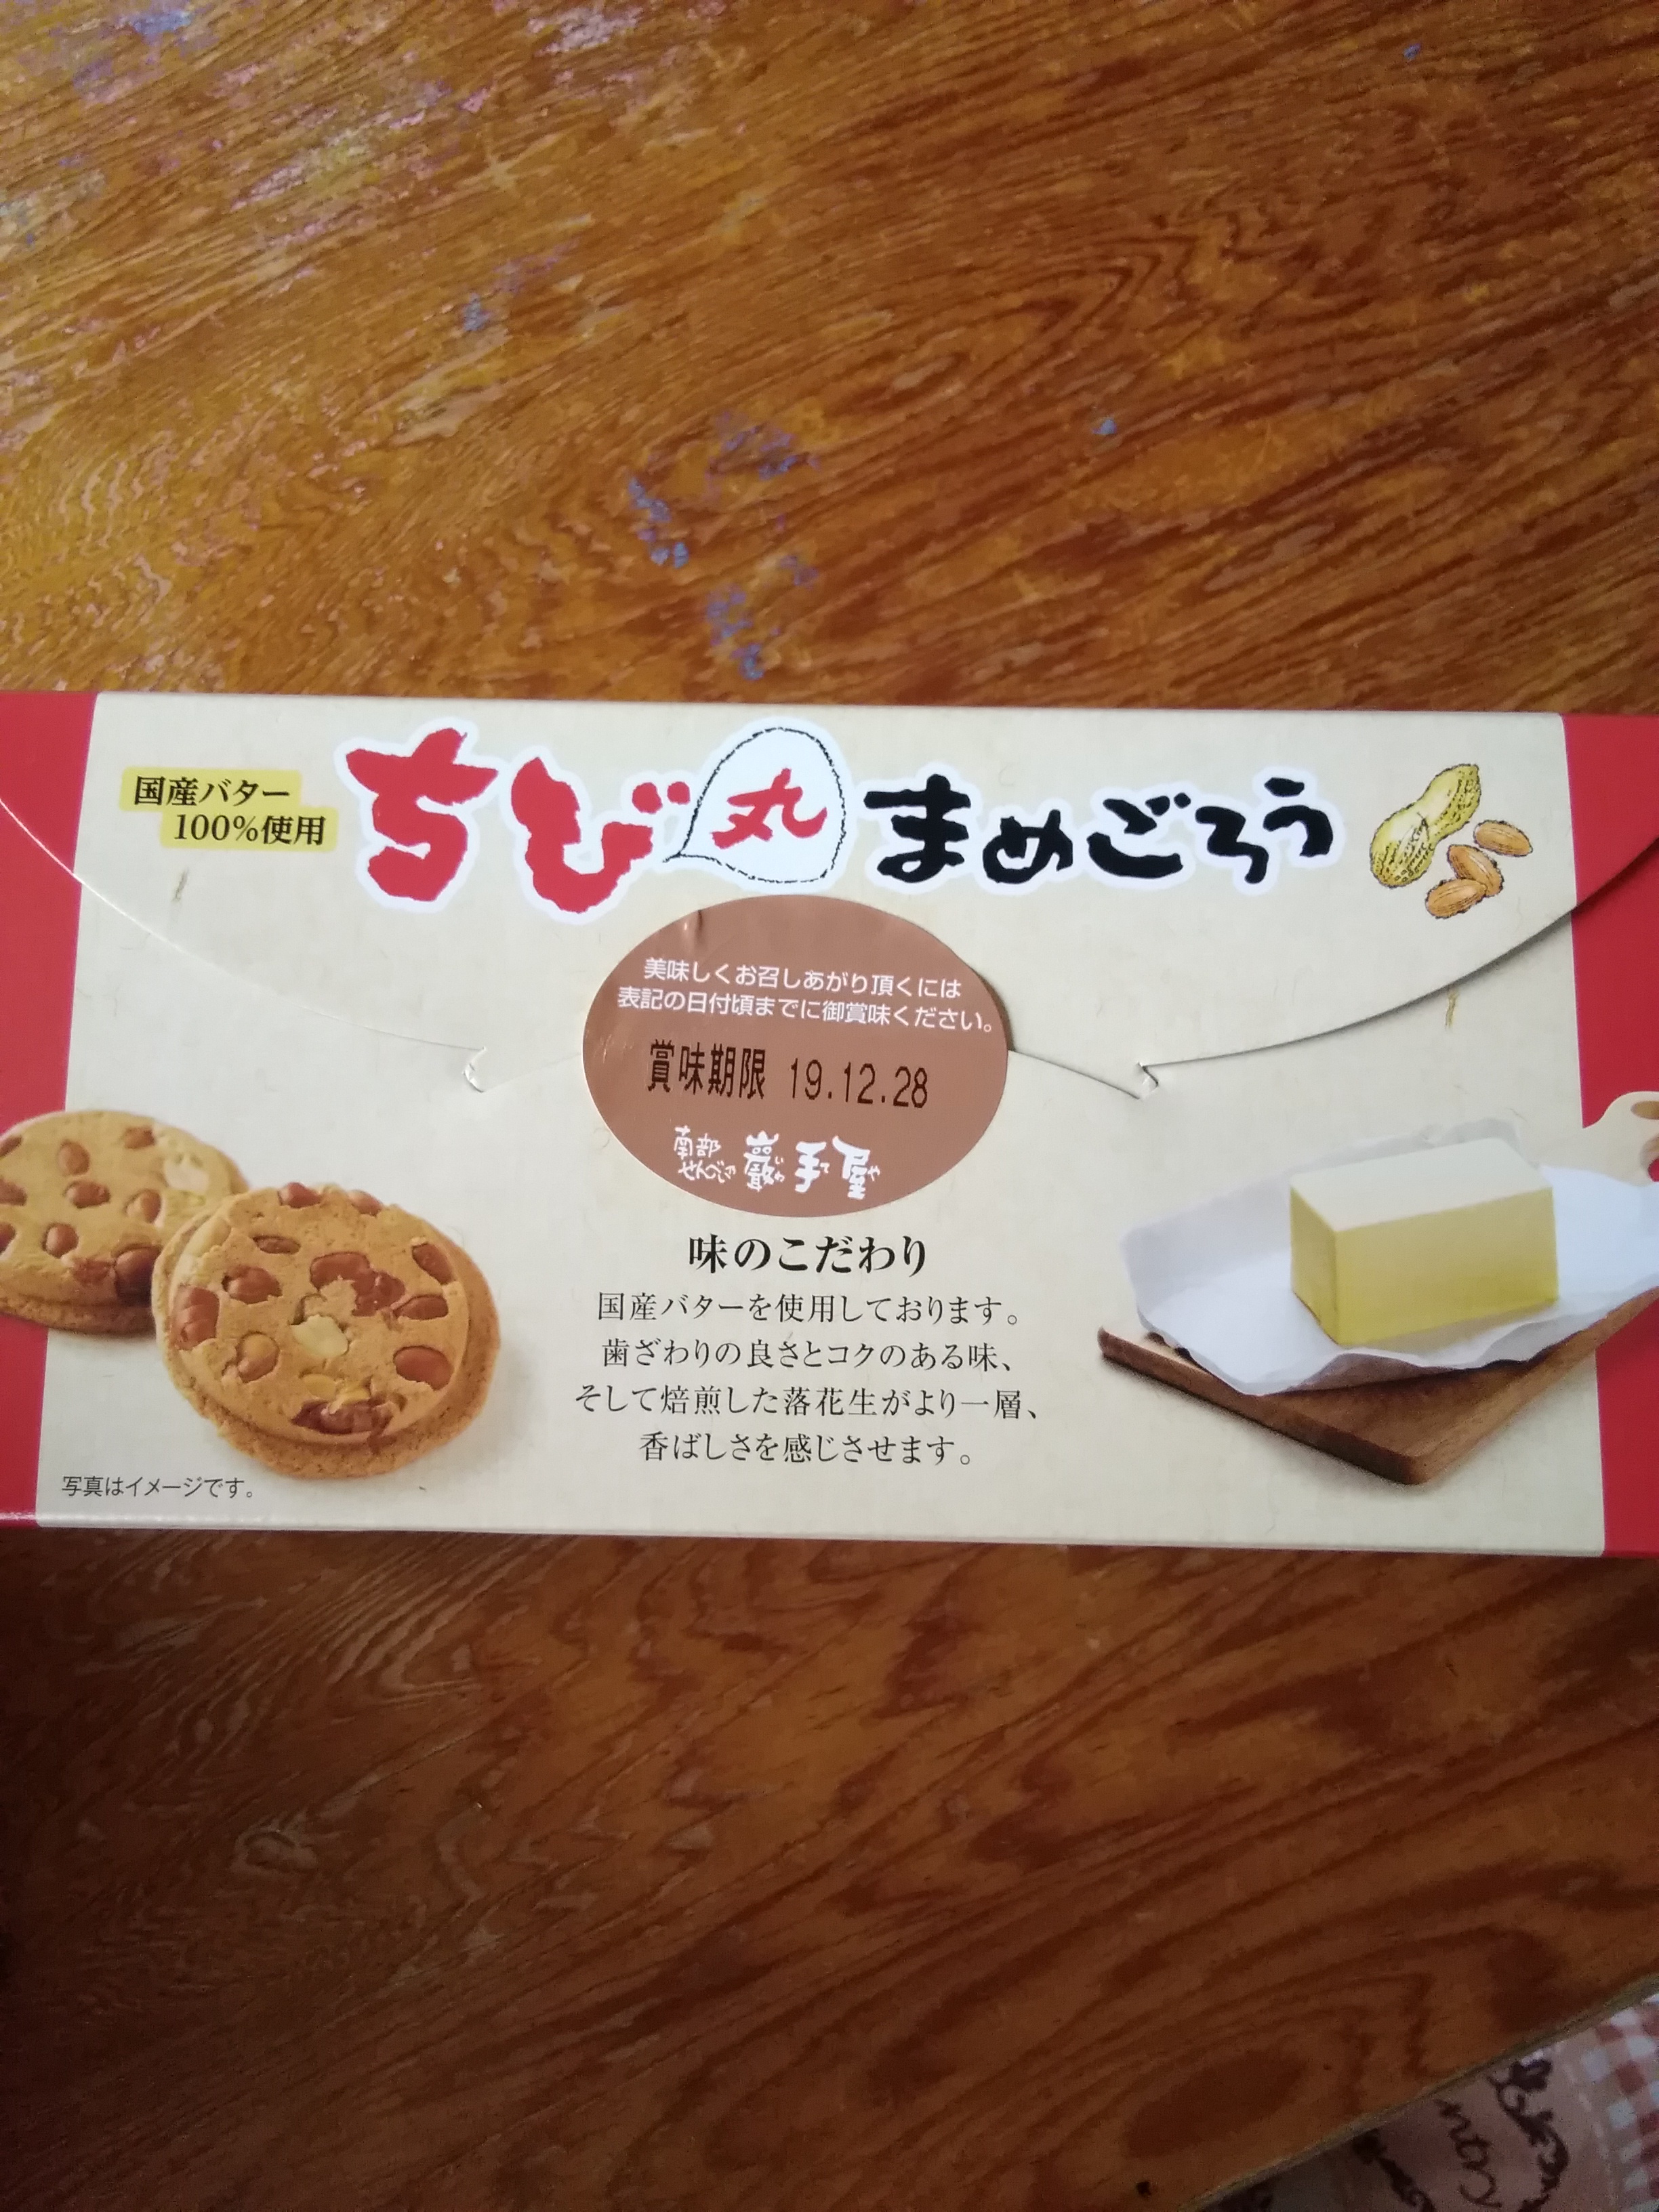 国産バター
100%使用
ちび丸まめごろう
美味しくお召しあがり頂くには
表記の日付頃までに御賞味ください。
賞味期限 19.12.28
南部
せんべい
巖手屋
いわてや
味のこだわり
国産バターを使用しております。
歯ざわりの良さとコクのある味、
そして焙煎した落花生がより一層、
香ばしさを感じさせます。
写真はイメージです。